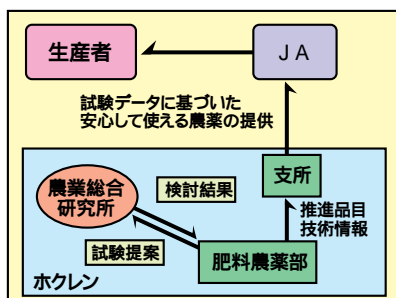 生産者
JA
試験データに基づいた
安心して使える農薬の提供
支所
農業総合
研究所
検討結果
推進品目
技術情報
試験提案
肥料農薬部
ホクレン